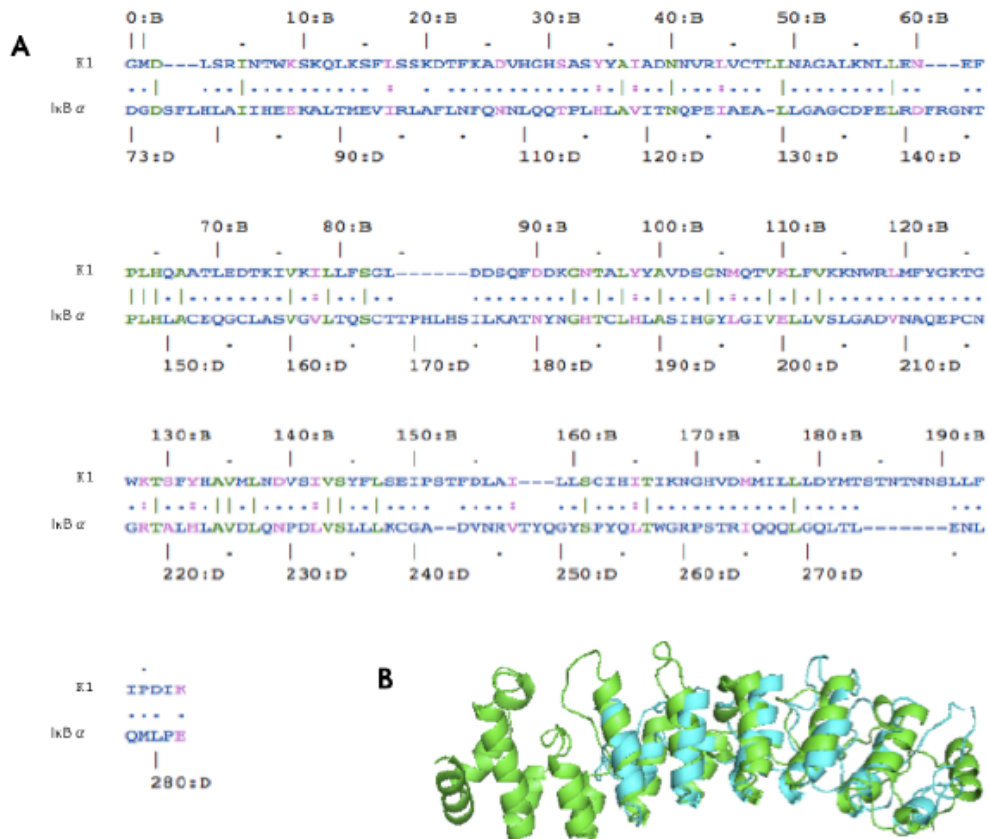 A
0:B 10:B 20:B 30:B 40:B 50:B 60:B
K1 GMD---LSRINTWKSKQLKSFLSSKDTFKADVHGHSASYYAIADNNVRLVCTLLNAGALKNLLEN---EF
IκBα DGDSFLHLAIIHEEKALTMEVIRLAFLNFQNNLQQTPLHLAVITNQPEIAEA-LLGAGCDPELRDFRGNT
73:D 90:D 110:D 120:D 130:D 140:D
70:B 80:B 90:B 100:B 110:B 120:B
K1 PLHQAATLEDTKIVKILLFSGL------DDSQFDDKGNTALYYAVDSGNMQTVKLFVKKNWRLMFYGKTG
IκBα PLHLACEQGCLASVGVLTQSCTTPHLHSILKATNYNGHTCLHLASIHGYLGIVELLVSLGADVNAQEPCN
150:D 160:D 170:D 180:D 190:D 200:D 210:D
130:B 140:B 150:B 160:B 170:B 180:B 190:B
K1 WKTSFYHAVMLNDVSIVSYFLSEIPSTFDLAI---LLSCIHITIKNGHVDMMILLLDYMTSTNTNNSLLF
IκBα GRTALHLAVDLQNPDLVSLLLKCGA--DVNRVTYQGYSPYQLTWGRPSTRIQQQLGQLTL-------ENL
220:D 230:D 240:D 250:D 260:D 270:D
K1 IPDIK
IκBα QMLPE
280:D
B